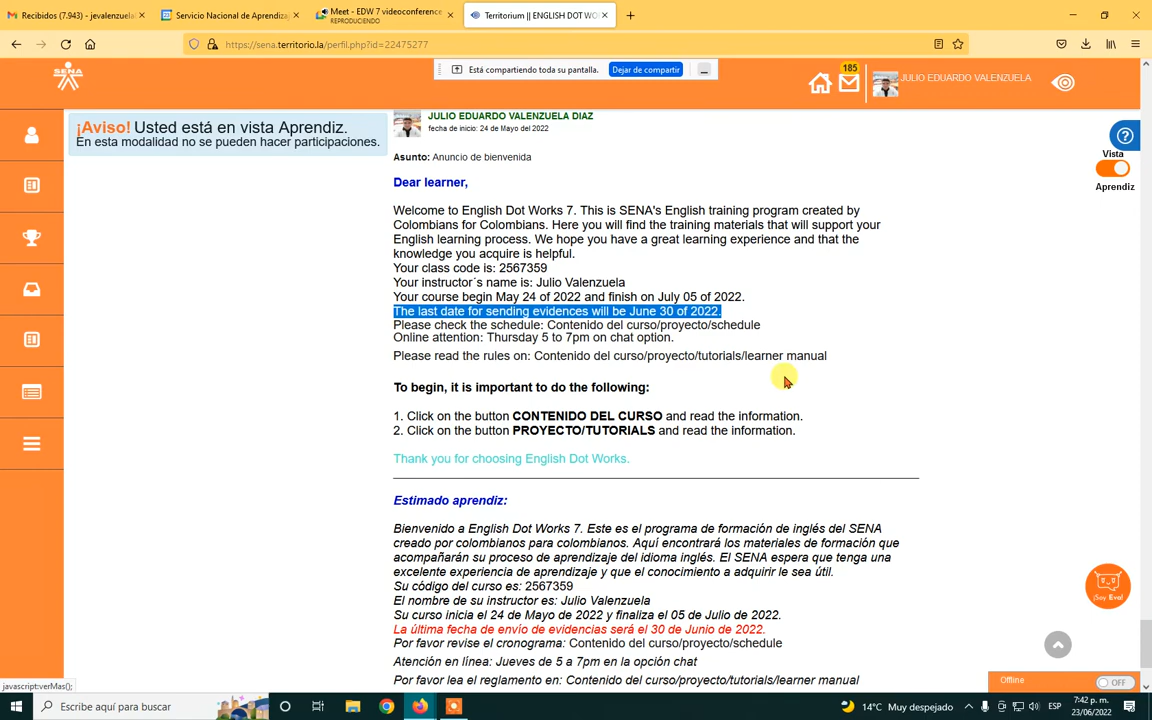 Recibidos (7.943) - jevalenzuela
Servicio Nacional de Aprendiza
Meet - EDW 7 videoconference
REPRODUCIENDO
Territorium || ENGLISH DOT WO
https://sena.territorio.la/perfil.php?id=22475277
Está compartiendo toda su pantalla.
Dejar de compartir
SENA
185
JULIO EDUARDO VALENZUELA
¡Aviso! Usted está en vista Aprendiz.
En esta modalidad no se pueden hacer participaciones.
Vista
Aprendiz
JULIO EDUARDO VALENZUELA DIAZ
fecha de inicio: 24 de Mayo del 2022
Asunto: Anuncio de bienvenida
Dear learner,
Welcome to English Dot Works 7. This is SENA's English training program created by
Colombians for Colombians. Here you will find the training materials that will support your
English learning process. We hope you have a great learning experience and that the
knowledge you acquire is helpful.
Your class code is: 2567359
Your instructor´s name is: Julio Valenzuela
Your course begin May 24 of 2022 and finish on July 05 of 2022.
The last date for sending evidences will be June 30 of 2022.
Please check the schedule: Contenido del curso/proyecto/schedule
Online attention: Thursday 5 to 7pm on chat option.
Please read the rules on: Contenido del curso/proyecto/tutorials/learner manual
To begin, it is important to do the following:
1. Click on the button CONTENIDO DEL CURSO and read the information.
2. Click on the button PROYECTO/TUTORIALS and read the information.
Thank you for choosing English Dot Works.
Estimado aprendiz:
Bienvenido a English Dot Works 7. Este es el programa de formación de inglés del SENA
creado por colombianos para colombianos. Aquí encontrará los materiales de formación que
acompañarán su proceso de aprendizaje del idioma inglés. El SENA espera que tenga una
excelente experiencia de aprendizaje y que el conocimiento a adquirir le sea útil.
Su código del curso es: 2567359
El nombre de su instructor es: Julio Valenzuela
Su curso inicia el 24 de Mayo de 2022 y finaliza el 05 de Julio de 2022.
La última fecha de envío de evidencias será el 30 de Junio de 2022.
Por favor revise el cronograma: Contenido del curso/proyecto/schedule
Atención en línea: Jueves de 5 a 7pm en la opción chat
Por favor lea el reglamento en: Contenido del curso/proyecto/tutorials/learner manual
¡Soy Eva!
Offline
OFF
javascript:verMas();
Escribe aquí para buscar
14°C Muy despejado
ESP
7:42 p. m.
23/06/2022